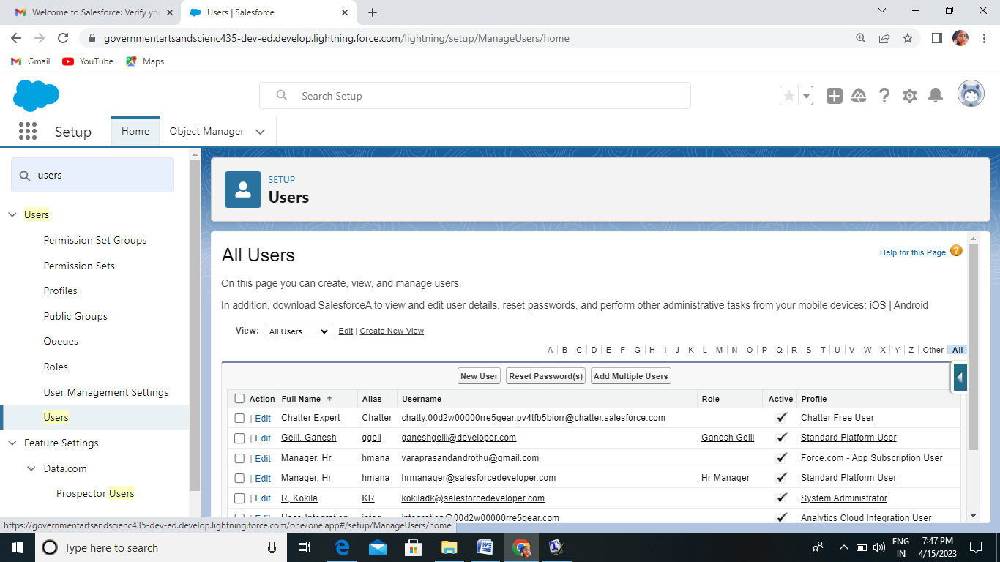 Welcome to Salesforce: Verify yo
Users | Salesforce
governmentartsandscienc435-dev-ed.develop.lightning.force.com/lightning/setup/ManageUsers/home
Gmail YouTube Maps
Search Setup
Setup Home Object Manager
users
Users
Permission Set Groups
Permission Sets
Profiles
Public Groups
Queues
Roles
User Management Settings
Users
Feature Settings
Data.com
Prospector Users
SETUP
Users
All Users
Help for this Page ?
On this page you can create, view, and manage users.
In addition, download SalesforceA to view and edit user details, reset passwords, and perform other administrative tasks from your mobile devices: iOS | Android
View: All Users Edit | Create New View
A | B | C | D | E | F | G | H | I | J | K | L | M | N | O | P | Q | R | S | T | U | V | W | X | Y | Z | Other | All
New User Reset Password(s) Add Multiple Users
Action Full Name ↑ Alias Username Role Active Profile
| Edit Chatter Expert Chatter chatty.00d2w00000rre5gear.pv4tfb5biorr@chatter.salesforce.com Chatter Free User
| Edit Gelli, Ganesh ggell ganeshgelli@developer.com Ganesh Gelli Standard Platform User
| Edit Manager, Hr hmana varaprasandandrothu@gmail.com Force.com - App Subscription User
| Edit Manager, Hr hmana hrmanager@salesforcedeveloper.com Hr Manager Standard Platform User
| Edit R, Kokila KR kokiladk@salesforcedeveloper.com System Administrator
| Edit User, Integration integ integration@00d2w00000rre5gear.com Analytics Cloud Integration User
https://governmentartsandscienc435-dev-ed.develop.lightning.force.com/one/one.app#/setup/ManageUsers/home
Type here to search
ENG
IN
7:47 PM
4/15/2023